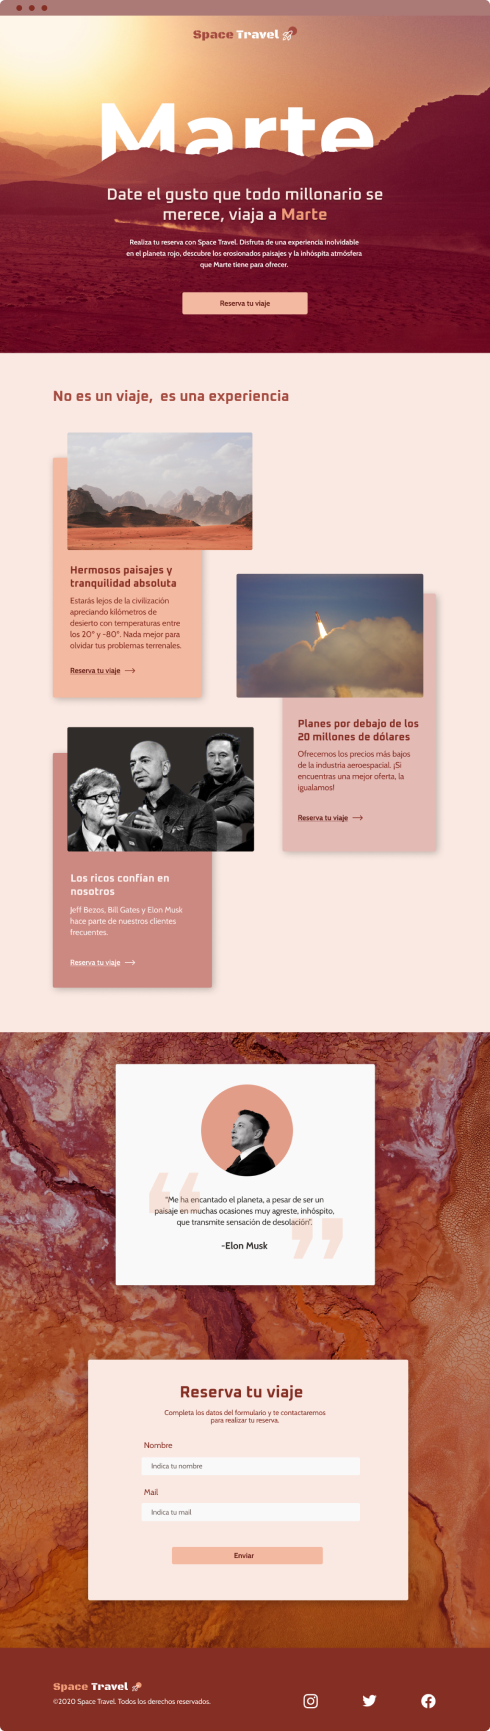 Space Travel
Marte
Date el gusto que todo millonario se
merece, viaja a Marte
Realiza tu reserva con Space Travel. Disfruta de una experiencia inolvidable
en el planeta rojo, descubre los erosionados paisajes y la inhóspita atmósfera
que Marte tiene para ofrecer.
Reserva tu viaje
No es un viaje, es una experiencia
Hermosos paisajes y
tranquilidad absoluta
Estarás lejos de la civilización
apreciando kilómetros de
desierto con temperaturas entre
los 20º y -80º. Nada mejor para
olvidar tus problemas terrenales.
Reserva tu viaje
Planes por debajo de los
20 millones de dólares
Ofrecemos los precios más bajos
de la industria aeroespacial. ¡Si
encuentras una mejor oferta, la
igualamos!
Reserva tu viaje
Los ricos confían en
nosotros
Jeff Bezos, Bill Gates y Elon Musk
hace parte de nuestros clientes
frecuentes.
Reserva tu viaje
“Me ha encantado el planeta, a pesar de ser un
paisaje en muchas ocasiones muy agreste, inhóspito,
que transmite sensación de desolación”.
-Elon Musk
Reserva tu viaje
Completa los datos del formulario y te contactaremos
para realizar tu reserva.
Nombre
Indica tu nombre
Mail
Indica tu mail
Enviar
Space Travel
©2020 Space Travel. Todos los derechos reservados.